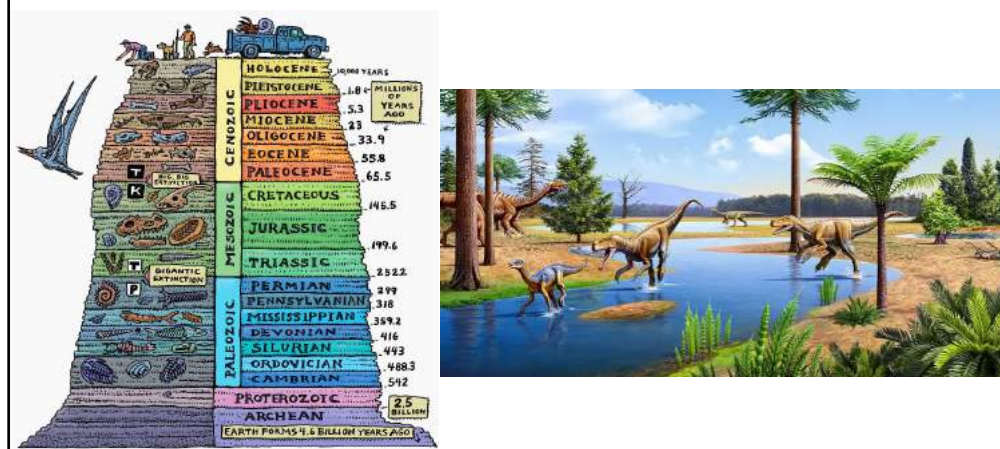 HOLOCENE
10,000 YEARS
PLEISTOCENE
1.8
MILLIONS
OF
YEARS
AGO
PLIOCENE
5.3
MIOCENE
23
OLIGOCENE
33.9
EOCENE
55.8
PALEOCENE
65.5
CENOZOIC
T
BIG, BIG
EXTINCTION
K
CRETACEOUS
145.5
JURASSIC
199.6
TRIASSIC
252.2
MESOZOIC
T
GIGANTIC
EXTINCTION
P
PERMIAN
299
PENNSYLVANIAN
318
MISSISSIPPIAN
359.2
DEVONIAN
416
SILURIAN
443
ORDOVICIAN
488.3
CAMBRIAN
542
PALEOZOIC
PROTEROZOIC
2.5
BILLION
ARCHEAN
EARTH FORMS 4.6 BILLION YEARS AGO